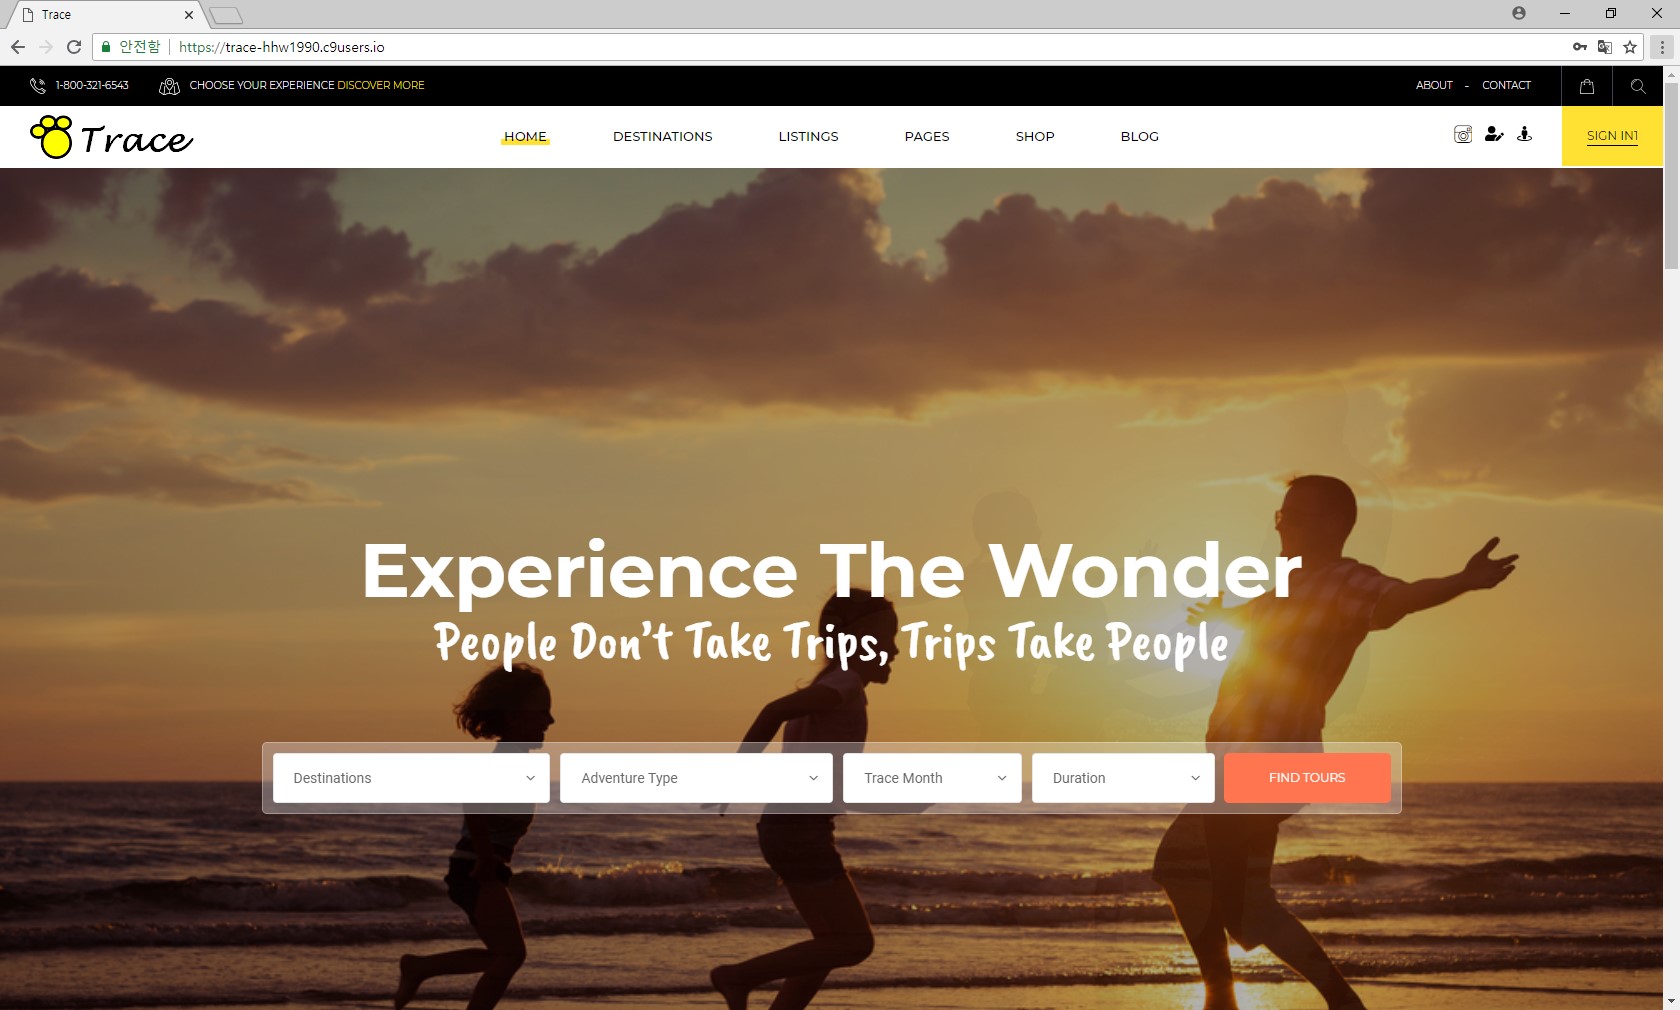 Trace
안전함 https://trace-hhw1990.c9users.io
1-800-321-6543 CHOOSE YOUR EXPERIENCE DISCOVER MORE ABOUT - CONTACT
Trace HOME DESTINATIONS LISTINGS PAGES SHOP BLOG SIGN IN1
Experience The Wonder
People Don't Take Trips, Trips Take People
Destinations Adventure Type Trace Month Duration FIND TOURS